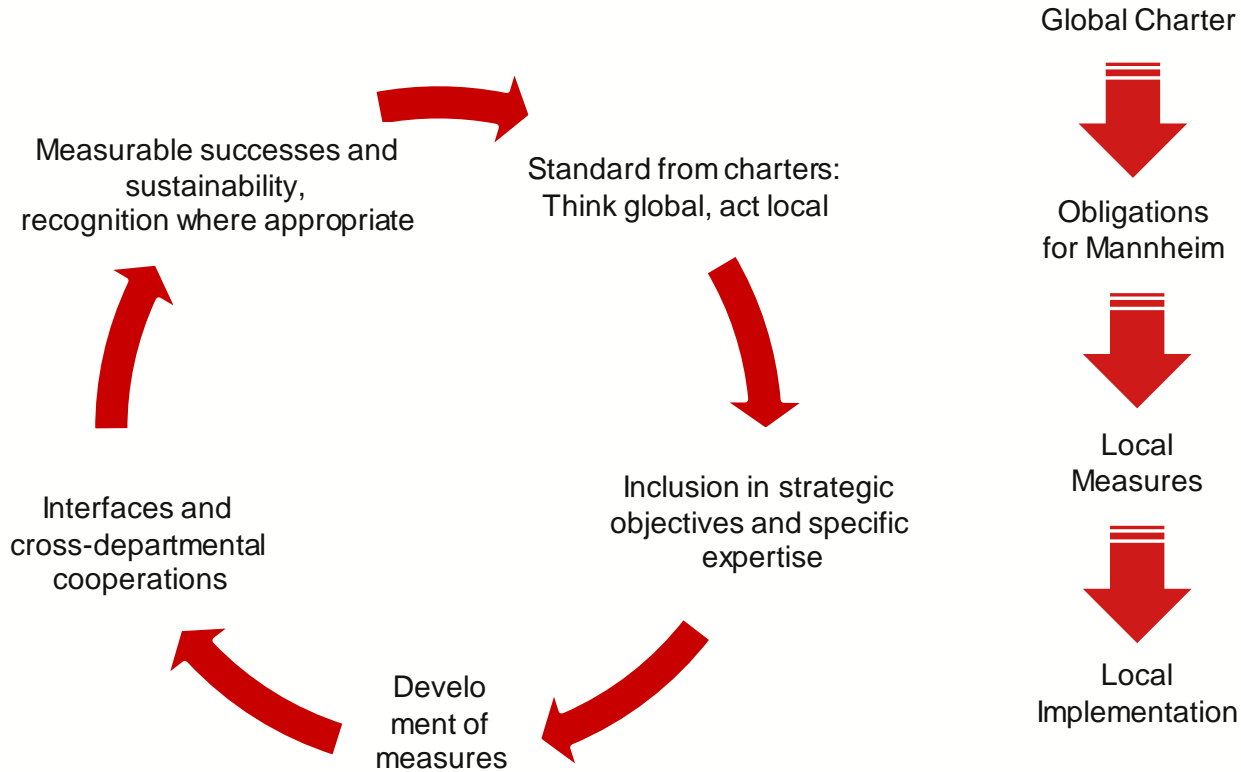 Measurable successes and
sustainability,
recognition where appropriate
Standard from charters:
Think global, act local
Inclusion in strategic
objectives and specific
expertise
Develo
ment of
measures
Interfaces and
cross-departmental
cooperations
Global Charter
Obligations
for Mannheim
Local
Measures
Local
Implementation